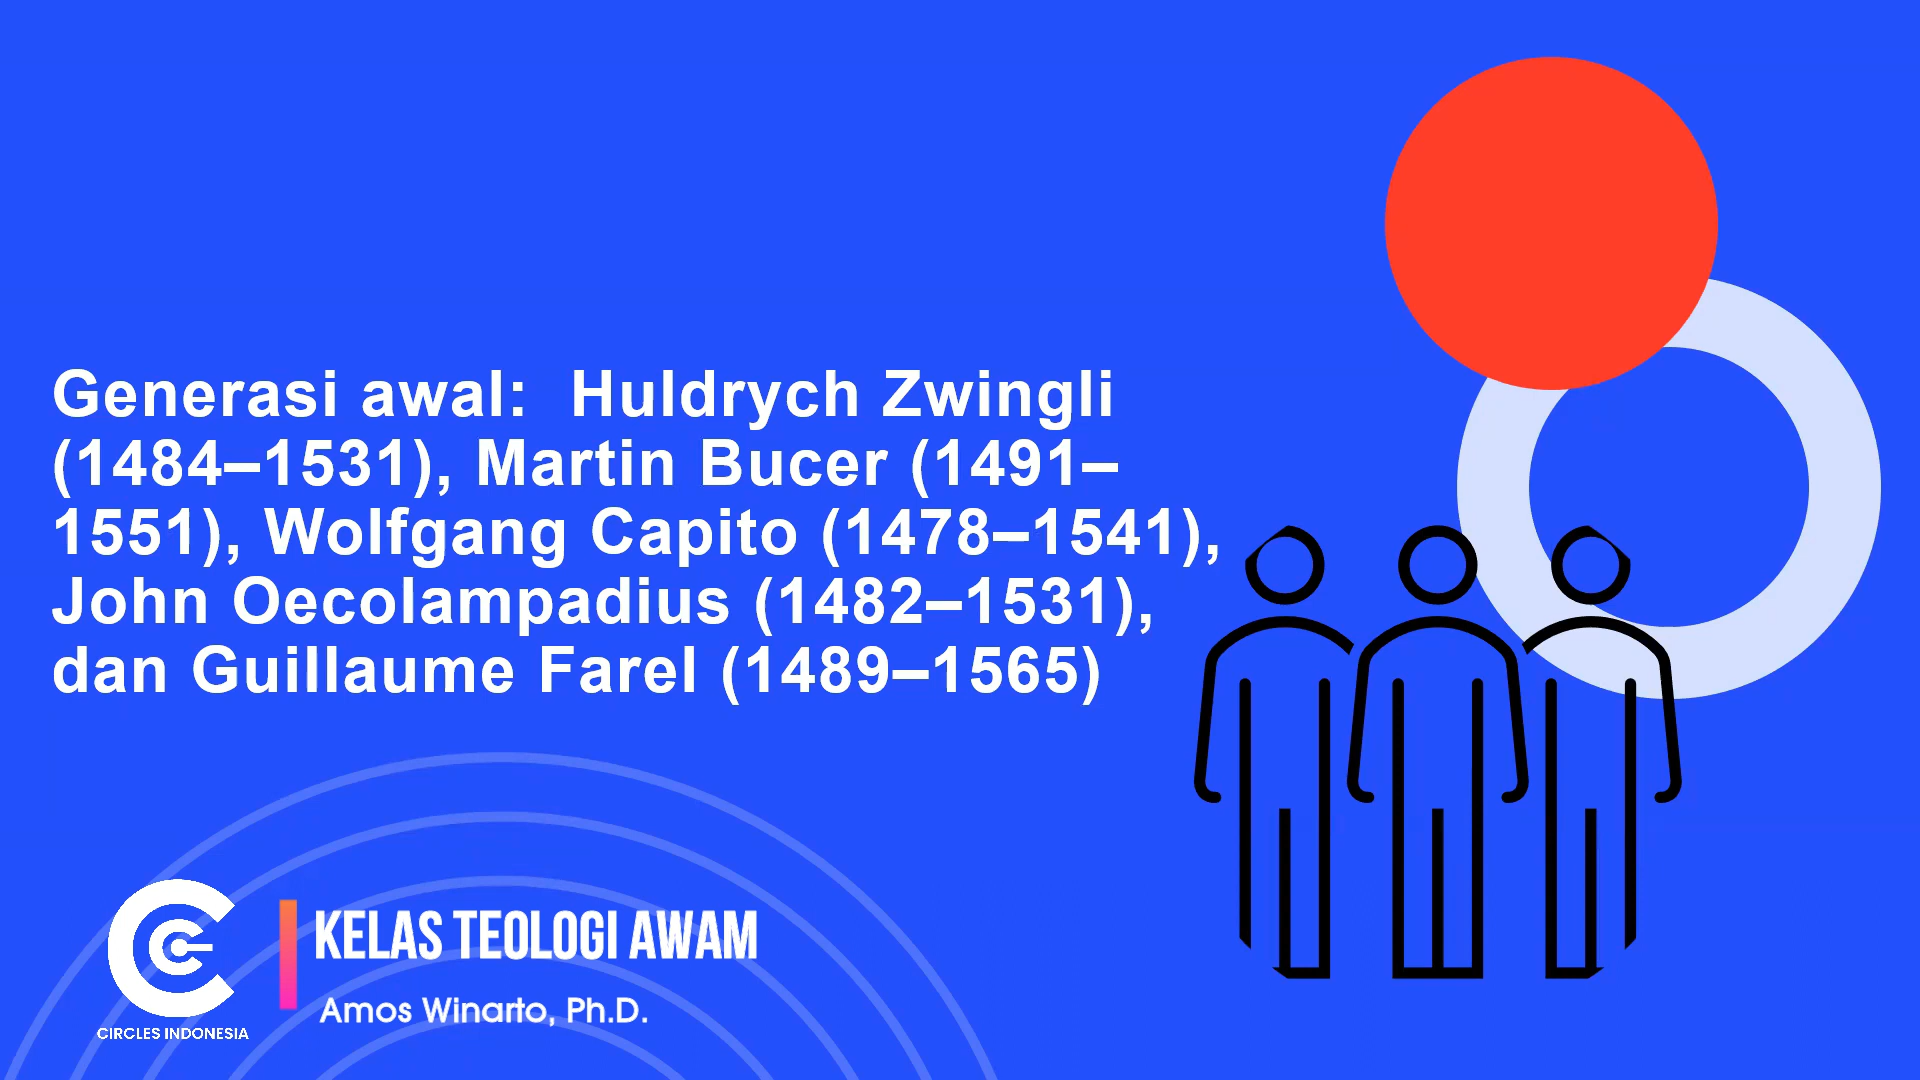 Generasi awal:  Huldrych Zwingli
(1484–1531), Martin Bucer (1491–
1551), Wolfgang Capito (1478–1541),
John Oecolampadius (1482–1531),
dan Guillaume Farel (1489–1565)
KELAS TEOLOGI AWAM
Amos Winarto, Ph.D.
CIRCLES INDONESIA